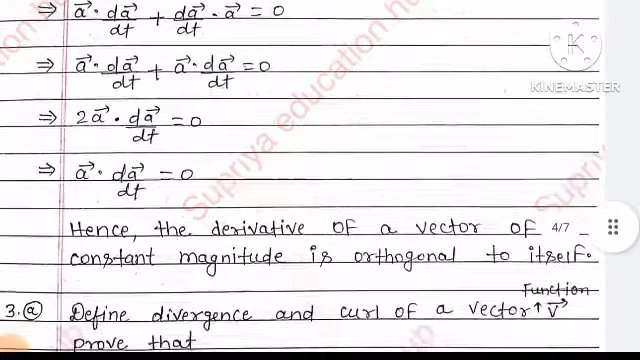 ⇒ a⃗ · da⃗/dt + da⃗/dt · a⃗ = 0
⇒ a⃗ · da⃗/dt + a⃗ · da⃗/dt = 0
⇒ 2a⃗ · da⃗/dt = 0
⇒ a⃗ · da⃗/dt = 0
Hence, the derivative of a vector of
constant magnitude is orthogonal to itself.
3.ⓐ Define divergence and curl of a vector ↑ Function v⃗
prove that
4/7
KINEMASTER
Supriya education hub